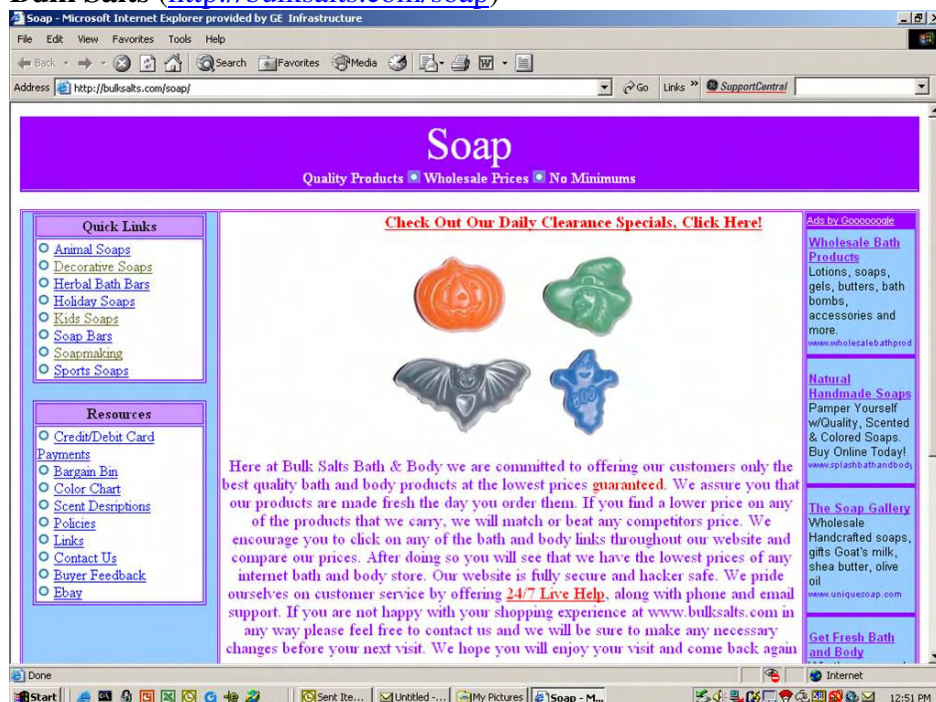 Bulk Salts (http://bulksalts.com/soap)
Soap - Microsoft Internet Explorer provided by GE Infrastructure
File Edit View Favorites Tools Help
Back Search Favorites Media
Address http://bulksalts.com/soap/ Go Links » SupportCentral
Soap
Quality Products Wholesale Prices No Minimums
Quick Links
Animal Soaps
Decorative Soaps
Herbal Bath Bars
Holiday Soaps
Kids Soaps
Soap Bars
Soapmaking
Sports Soaps
Resources
Credit/Debit Card
Payments
Bargain Bin
Color Chart
Scent Desriptions
Policies
Links
Contact Us
Buyer Feedback
Ebay
Check Out Our Daily Clearance Specials, Click Here!
BOO
Here at Bulk Salts Bath & Body we are committed to offering our customers only the
best quality bath and body products at the lowest prices guaranteed. We assure you that
our products are made fresh the day you order them. If you find a lower price on any
of the products that we carry, we will match or beat any competitors price. We
encourage you to click on any of the bath and body links throughout our website and
compare our prices. After doing so you will see that we have the lowest prices of any
internet bath and body store. Our website is fully secure and hacker safe. We pride
ourselves on customer service by offering 24/7 Live Help, along with phone and email
support. If you are not happy with your shopping experience at www.bulksalts.com in
any way please feel free to contact us and we will be sure to make any necessary
changes before your next visit. We hope you will enjoy your visit and come back again
Ads by Goooooogle
Wholesale Bath
Products
Lotions, soaps,
gels, butters, bath
bombs,
accessories and
more.
www.wholesalebathprod
Natural
Handmade Soaps
Pamper Yourself
w/Quality, Scented
& Colored Soaps.
Buy Online Today!
www.splashbathandbody
The Soap Gallery
Wholesale
Handcrafted soaps,
gifts Goat's milk,
shea butter, olive
oil
www.uniquesoap.com
Get Fresh Bath
and Body
Done Internet
Start Sent Ite... Untitled -... My Pictures Soap - M... 12:51 PM